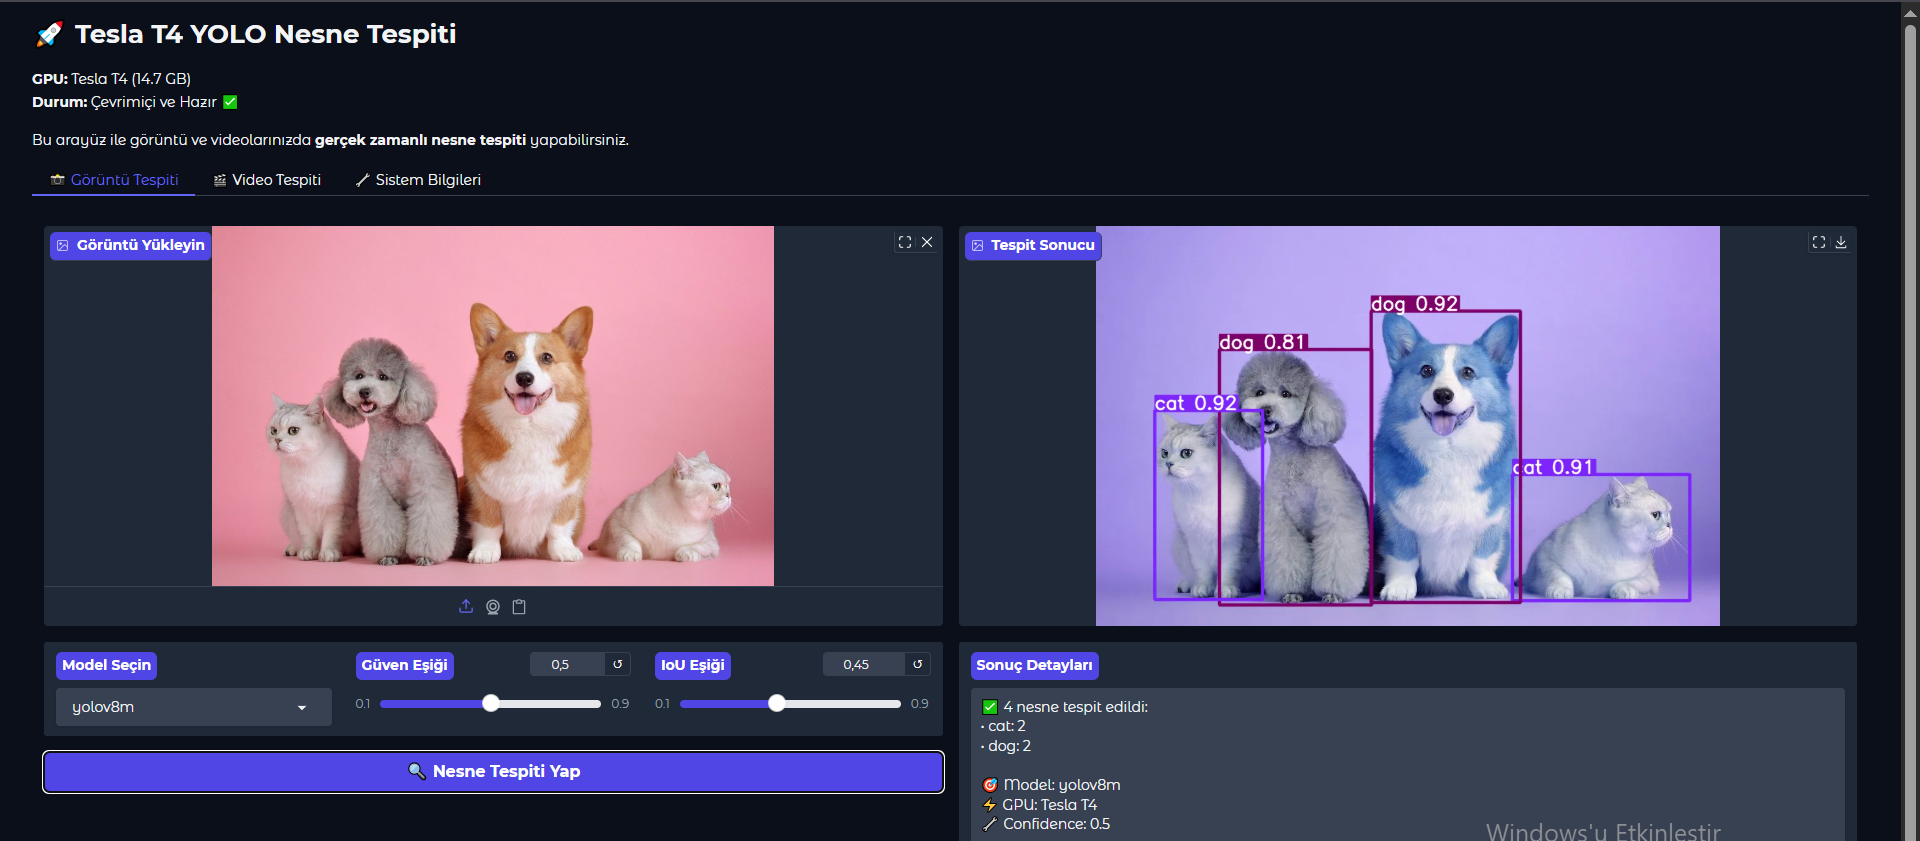 🚀 Tesla T4 YOLO Nesne Tespiti
GPU: Tesla T4 (14.7 GB)
Durum: Çevrimiçi ve Hazır ✅
Bu arayüz ile görüntü ve videolarınızda gerçek zamanlı nesne tespiti yapabilirsiniz.
Görüntü Tespiti
Video Tespiti
Sistem Bilgileri
Görüntü Yükleyin
Tespit Sonucu
dog 0.92
dog 0.81
cat 0.92
cat 0.91
Model Seçin
yolov8m
Güven Eşiği
0,5
0.1
0.9
IoU Eşiği
0,45
0.1
0.9
🔍 Nesne Tespiti Yap
Sonuç Detayları
✅ 4 nesne tespit edildi:
• cat: 2
• dog: 2
🎯 Model: yolov8m
⚡ GPU: Tesla T4
🔧 Confidence: 0.5
Windows'u Etkinleştir